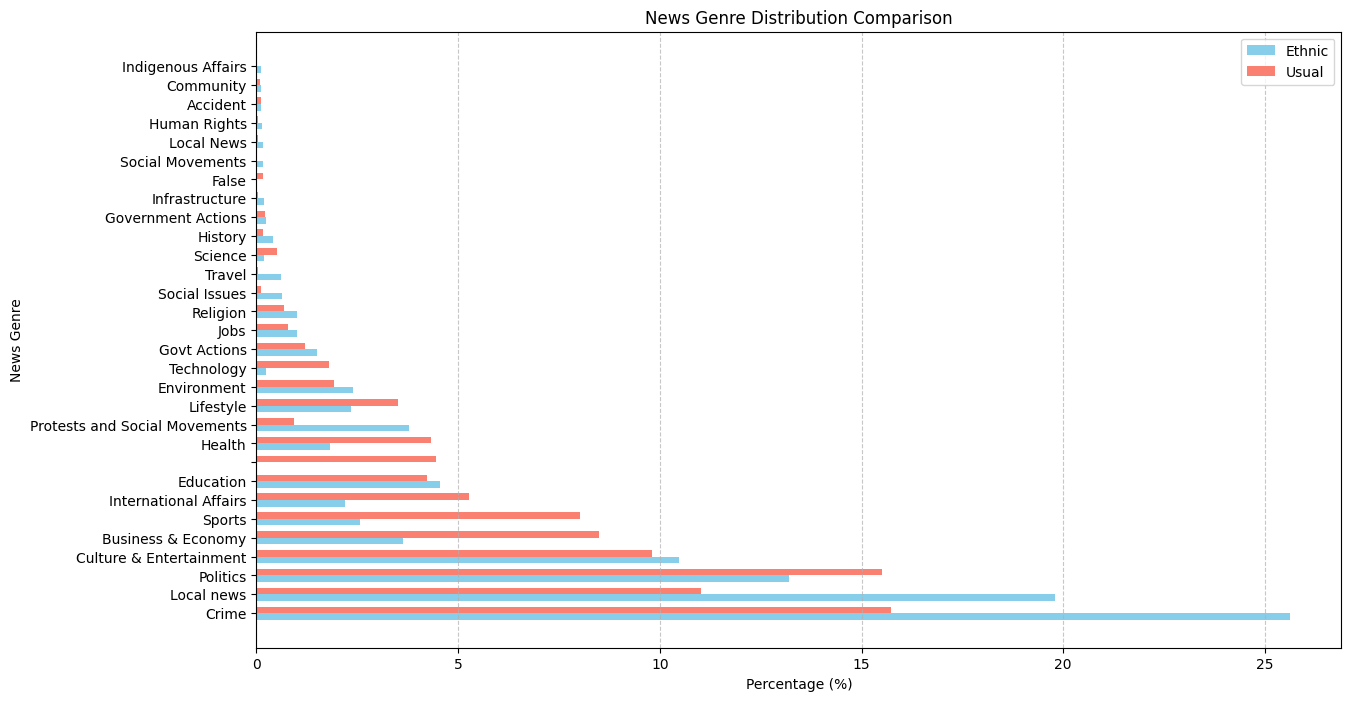 News Genre Distribution Comparison
Ethnic
Usual
News Genre
Indigenous Affairs
Community
Accident
Human Rights
Local News
Social Movements
False
Infrastructure
Government Actions
History
Science
Travel
Social Issues
Religion
Jobs
Govt Actions
Technology
Environment
Lifestyle
Protests and Social Movements
Health
Education
International Affairs
Sports
Business & Economy
Culture & Entertainment
Politics
Local news
Crime
0 5 10 15 20 25
Percentage (%)